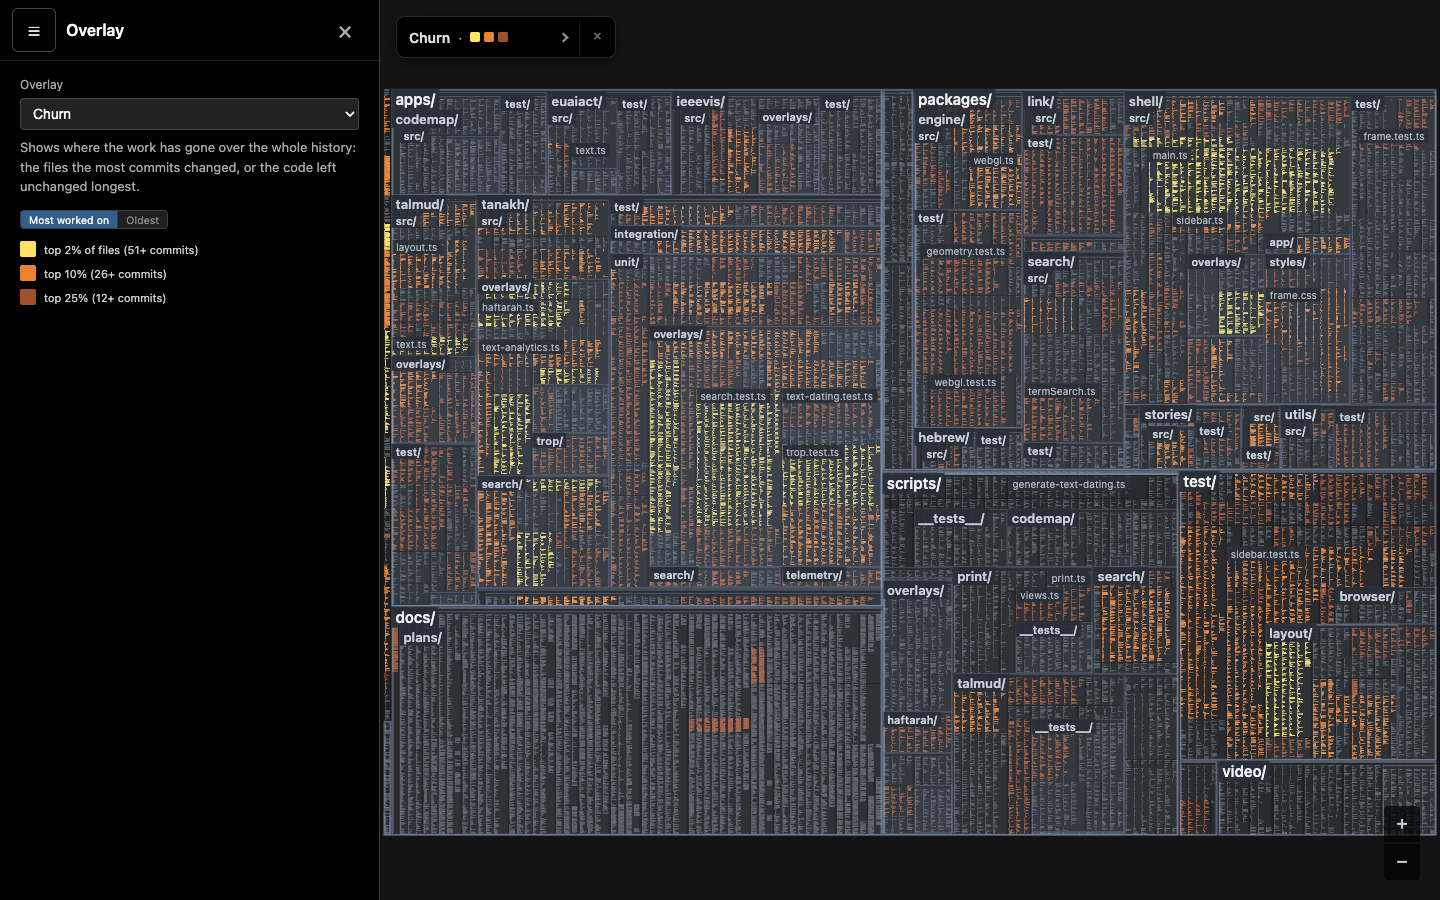 Overlay
Overlay
Churn
Shows where the work has gone over the whole history:
the files the most commits changed, or the code left
unchanged longest.
Most worked on
Oldest
top 2% of files (51+ commits)
top 10% (26+ commits)
top 25% (12+ commits)
Churn ·
apps/
codemap/
src/
test/
euaiact/
src/
test/
text.ts
ieeevis/
src/
overlays/
test/
talmud/
src/
layout.ts
text.ts
overlays/
test/
tanakh/
src/
overlays/
haftarah.ts
text-analytics.ts
trop/
search/
test/
integration/
unit/
overlays/
search.test.ts
text-dating.test.ts
trop.test.ts
search/
telemetry/
docs/
plans/
packages/
engine/
src/
webgl.ts
test/
geometry.test.ts
webgl.test.ts
hebrew/
src/
test/
link/
src/
test/
search/
src/
termSearch.ts
test/
shell/
src/
main.ts
sidebar.ts
app/
overlays/
styles/
frame.css
test/
frame.test.ts
stories/
src/
test/
src/
test/
utils/
src/
test/
scripts/
generate-text-dating.ts
__tests__/
codemap/
overlays/
print/
print.ts
views.ts
__tests__/
search/
talmud/
__tests__/
haftarah/
test/
sidebar.test.ts
browser/
layout/
video/
+
−